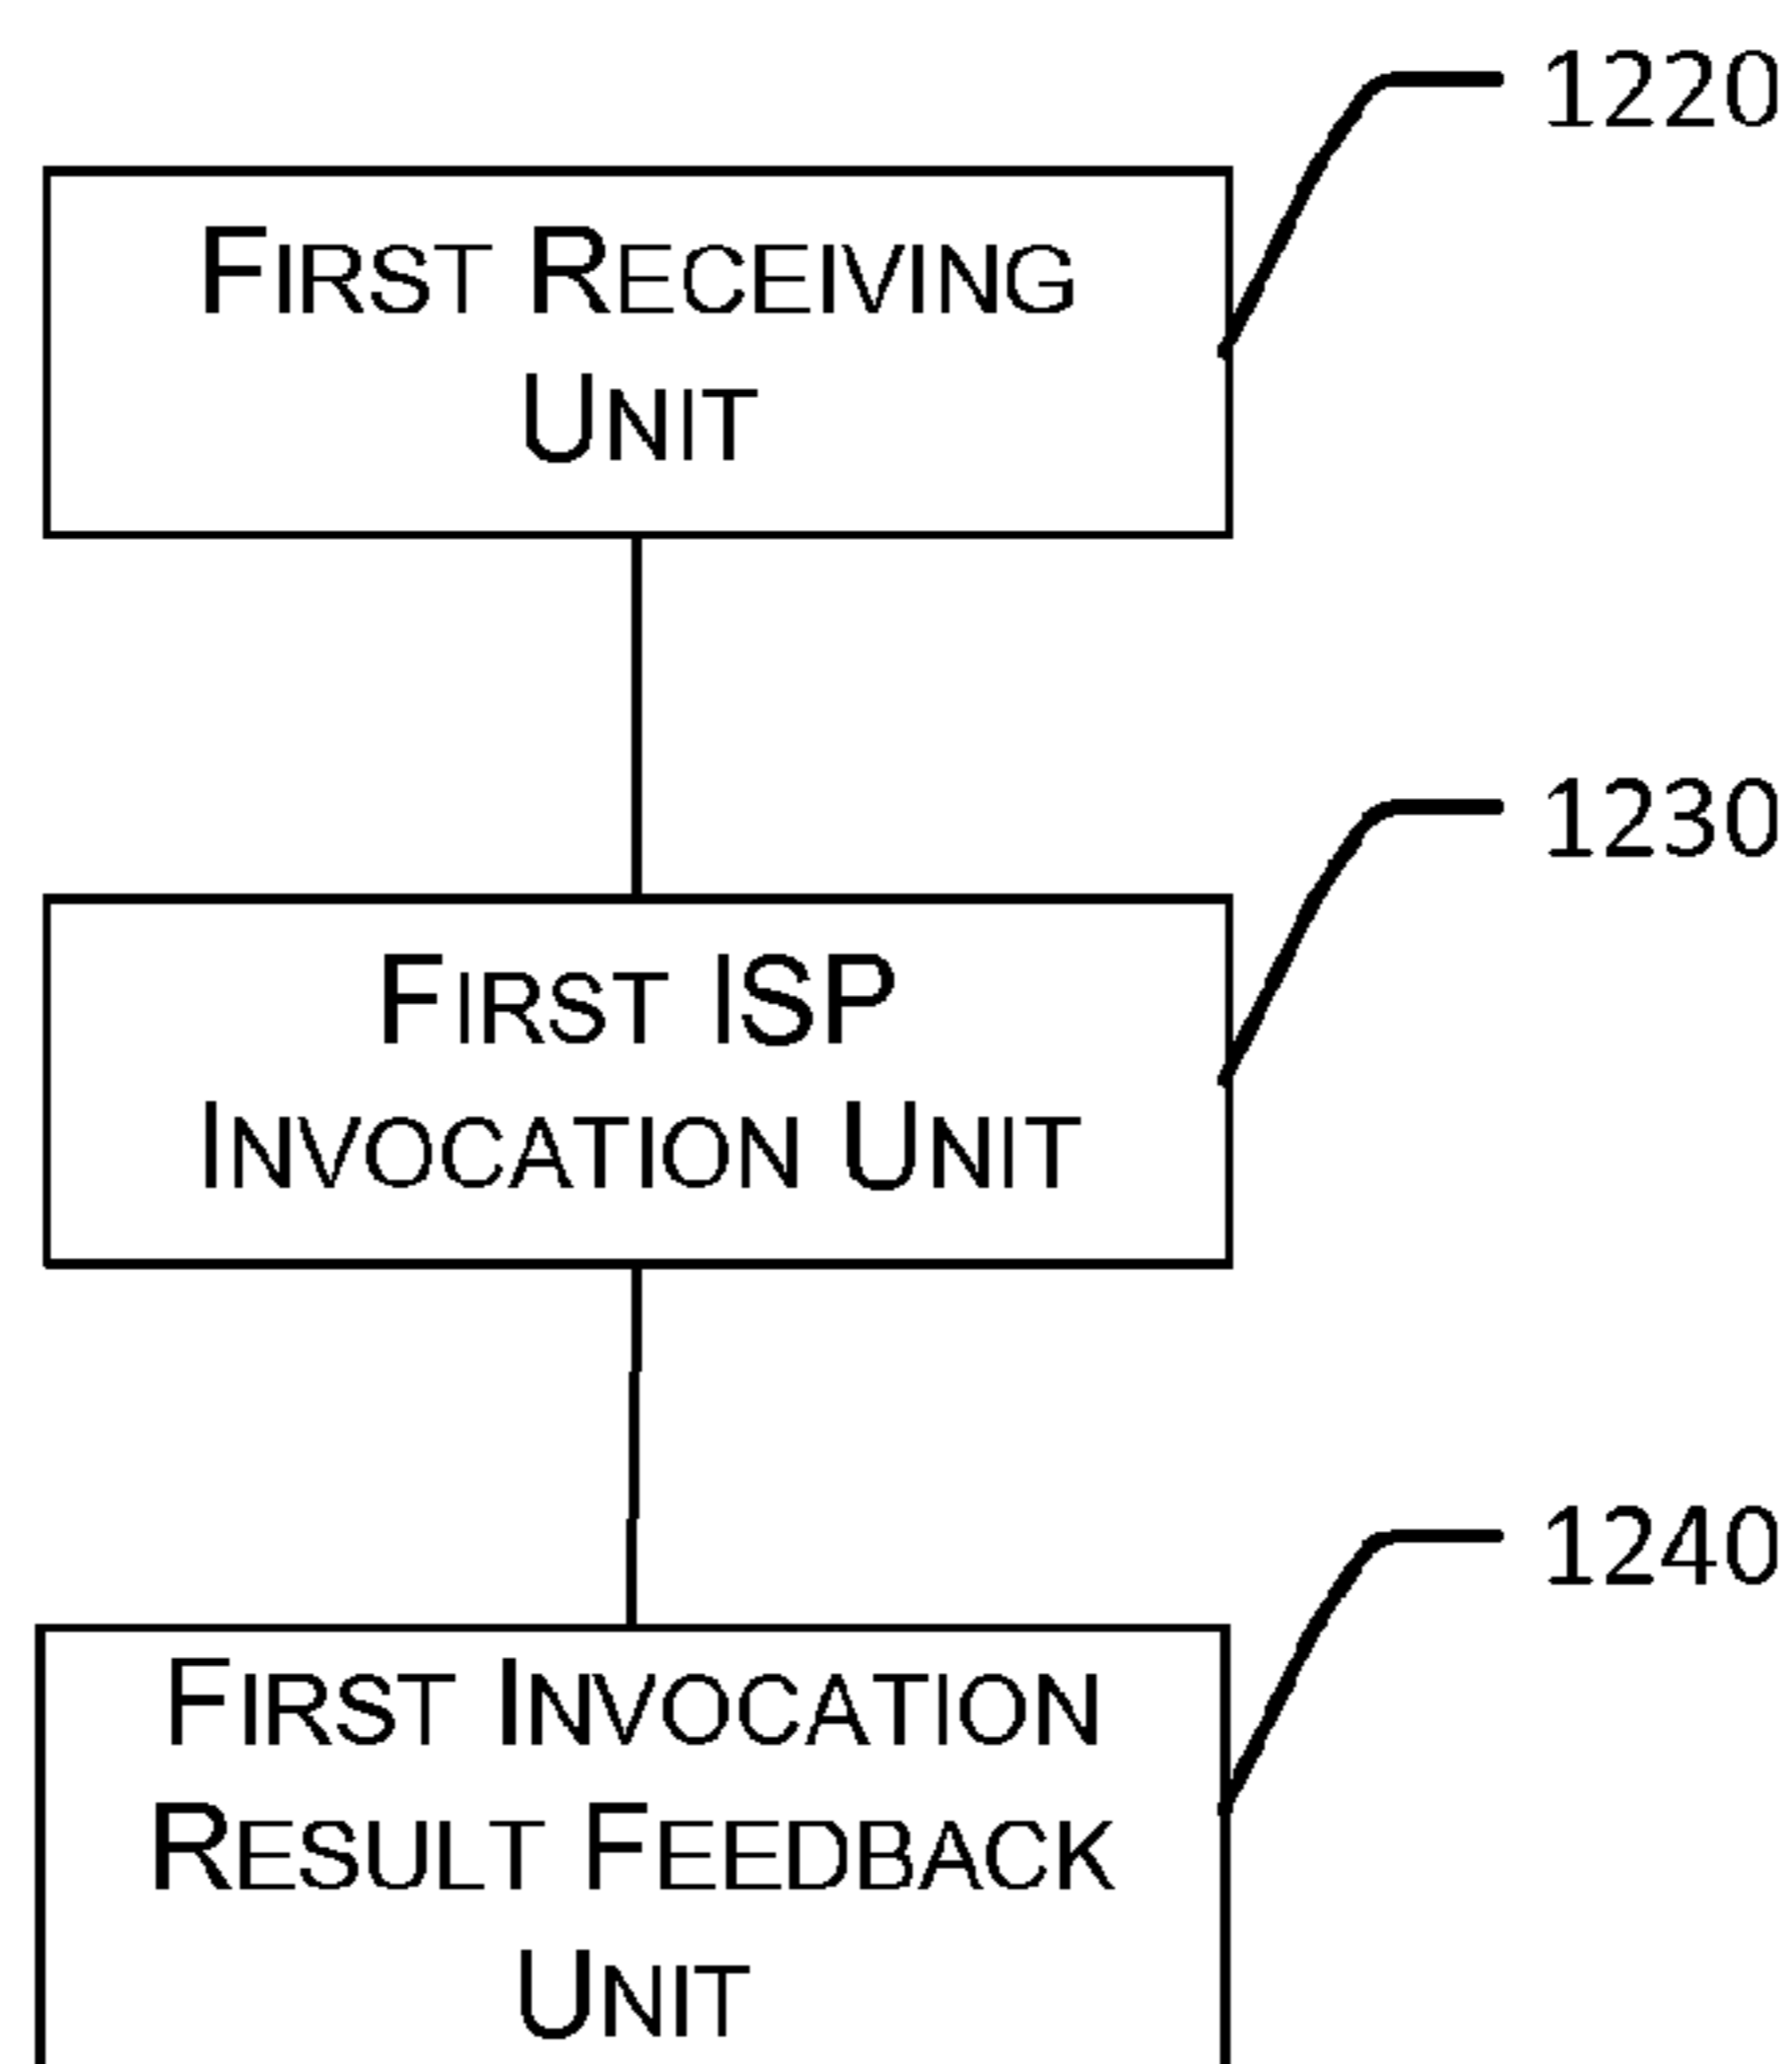 1220
FIRST RECEIVING
UNIT
1230
FIRST ISP
INVOCATION UNIT
1240
FIRST INVOCATION
RESULT FEEDBACK
UNIT